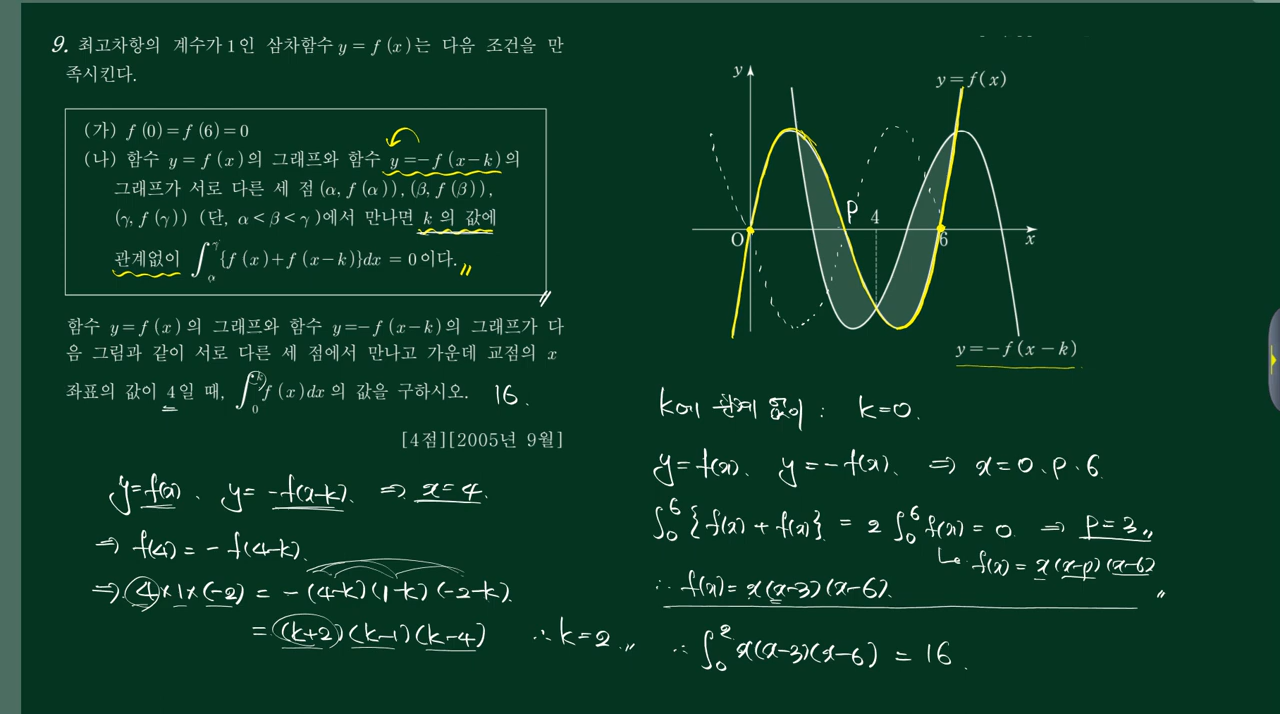 9. 최고차항의 계수가 1인 삼차함수 y=f(x)는 다음 조건을 만
족시킨다.
(가) f(0)=f(6)=0
(나) 함수 y=f(x)의 그래프와 함수 y=-f(x-k)의
그래프가 서로 다른 세 점 (α, f(α)), (β, f(β)),
(γ, f(γ)) (단, α<β<γ)에서 만나면 k의 값에
관계없이 ∫_α^γ {f(x)+f(x-k)}dx=0이다. 〃
함수 y=f(x)의 그래프와 함수 y=-f(x-k)의 그래프가 다
음 그림과 같이 서로 다른 세 점에서 만나고 가운데 교점의 x
좌표의 값이 4일 때, ∫_0^k f(x)dx의 값을 구하시오. 16.
[4점][2005년 9월]
y=f(x), y=-f(x-k). ⇒ x=4.
⇒ f(4)=-f(4-k).
⇒ 4×1×(-2) = -(4-k)(1-k)(-2-k).
=(k+2)(k-1)(k-4) ∴ k=2 〃
y
y=f(x)
P
4
O
6
x
y=-f(x-k)
k에 관계 없이 : k=0.
y=f(x). y=-f(x). ⇒ x=0. p. 6
∫_0^6 {f(x)+f(x)} = 2∫_0^6 f(x)=0 ⇒ p=3 〃
f(x)=x(x-p)(x-6)
∴ f(x)=x(x-3)(x-6). 〃
∴ ∫_0^2 x(x-3)(x-6) = 16.